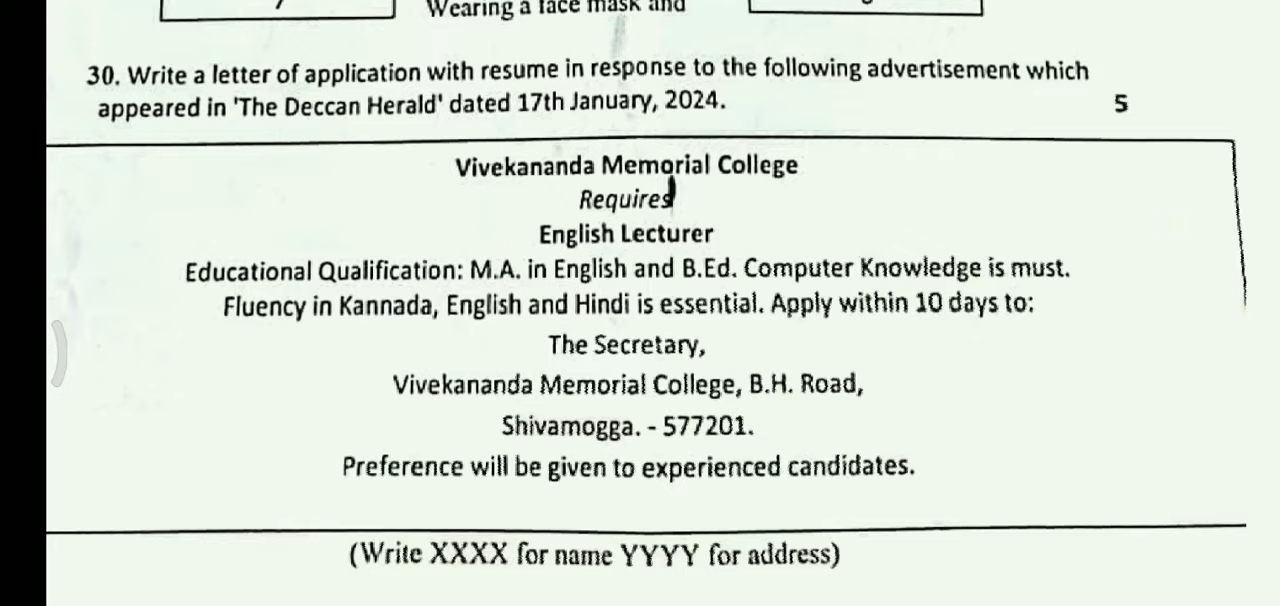 Wearing a face mask and
30. Write a letter of application with resume in response to the following advertisement which
appeared in 'The Deccan Herald' dated 17th January, 2024. 5
Vivekananda Memorial College
Requires
English Lecturer
Educational Qualification: M.A. in English and B.Ed. Computer Knowledge is must.
Fluency in Kannada, English and Hindi is essential. Apply within 10 days to:
The Secretary,
Vivekananda Memorial College, B.H. Road,
Shivamogga. - 577201.
Preference will be given to experienced candidates.
(Write XXXX for name YYYY for address)